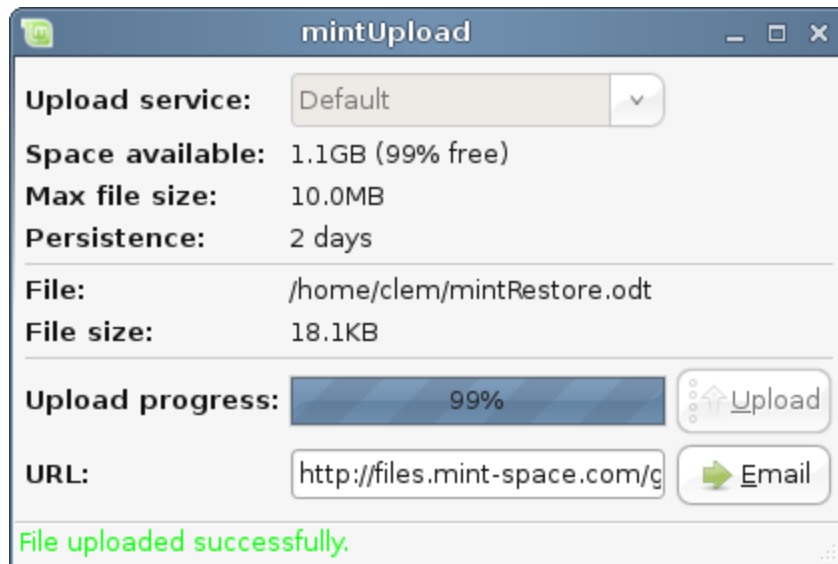 mintUpload
Upload service: Default
Space available: 1.1GB (99% free)
Max file size: 10.0MB
Persistence: 2 days
File: /home/clem/mintRestore.odt
File size: 18.1KB
Upload progress: 99% Upload
URL: http://files.mint-space.com/g Email
File uploaded successfully.